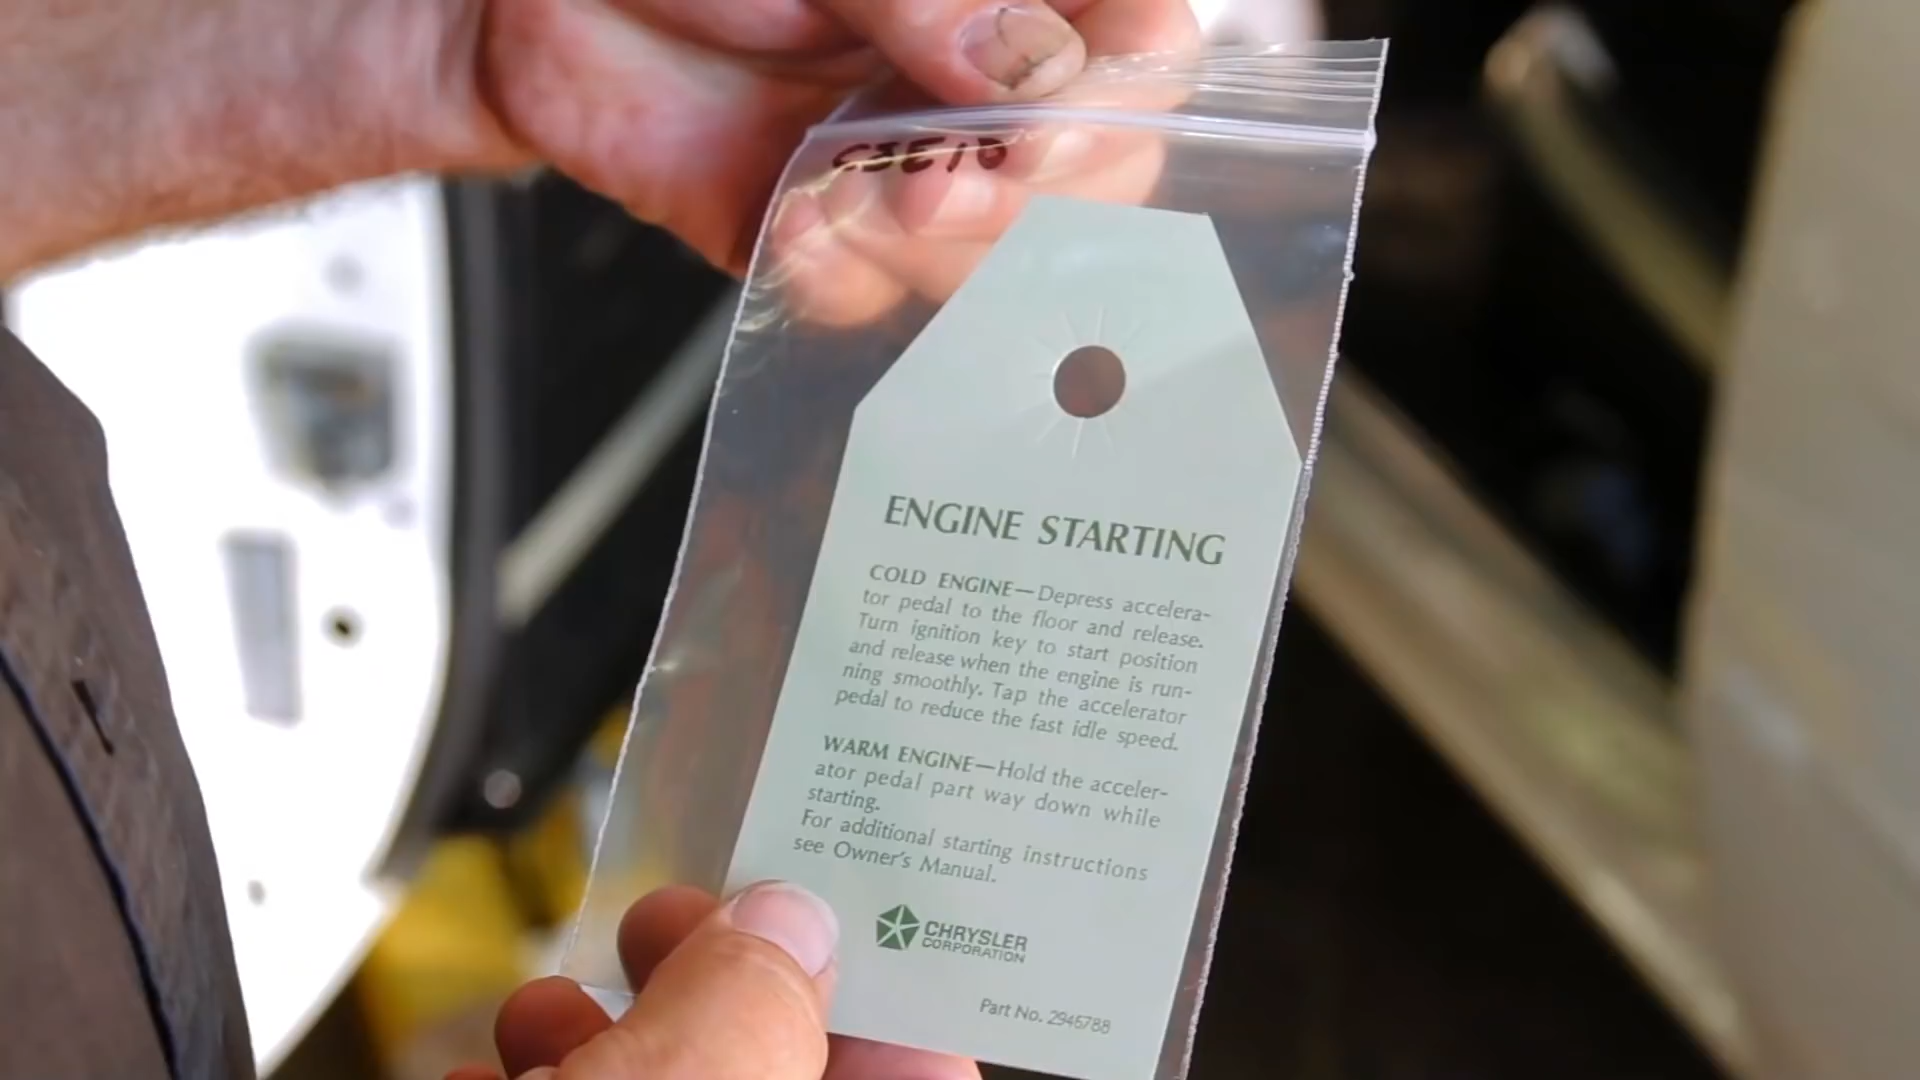 ENGINE STARTING
COLD ENGINE—Depress accelera-
tor pedal to the floor and release.
Turn ignition key to start position
and release when the engine is run-
ning smoothly. Tap the accelerator
pedal to reduce the fast idle speed.
WARM ENGINE—Hold the acceler-
ator pedal part way down while
starting.
For additional starting instructions
see Owner's Manual.
CHRYSLER
CORPORATION
Part No. 2946788